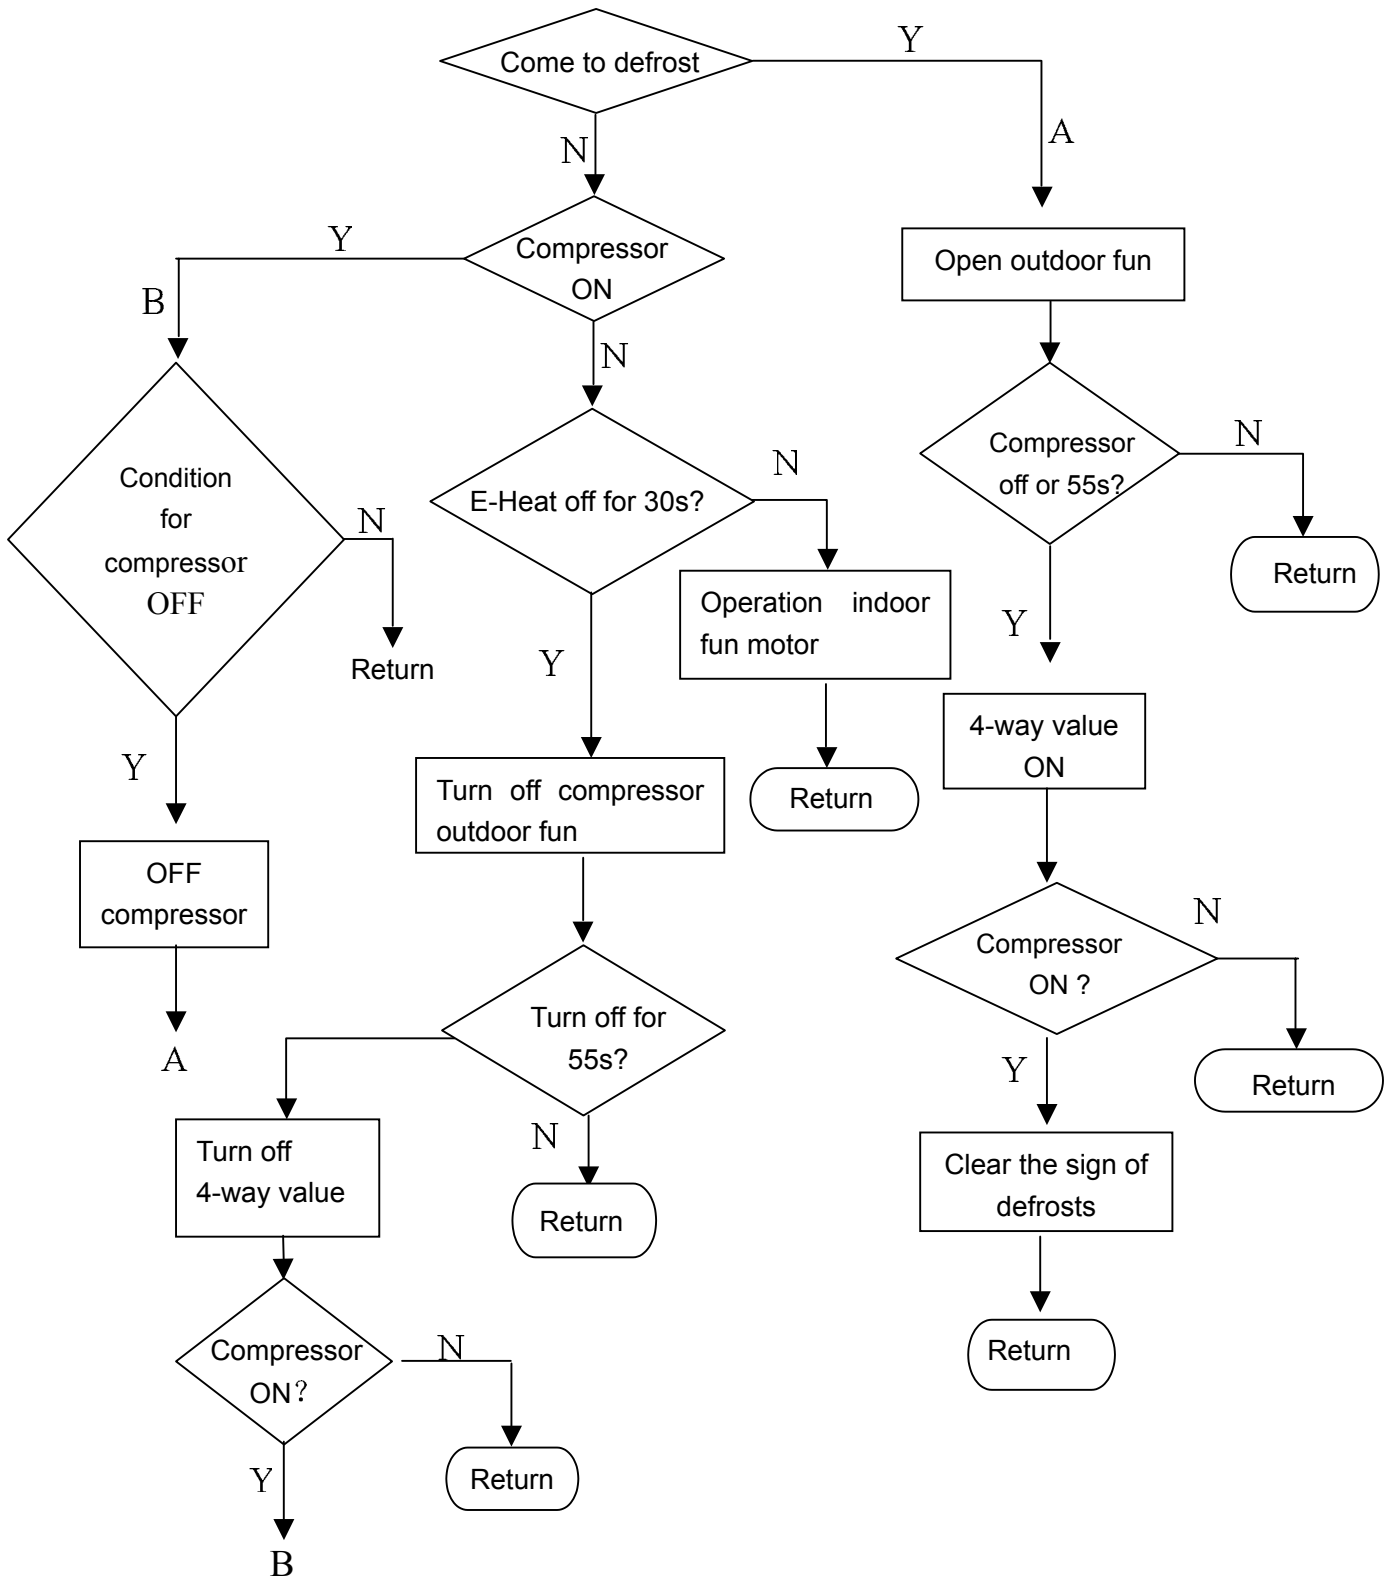 Come to defrost
Y
A
N
Compressor
ON
Y
B
N
Open outdoor fun
Condition
for
compressor
OFF
N
Return
Y
OFF
compressor
A
E-Heat off for 30s?
N
Operation indoor
fun motor
Return
Y
Turn off compressor
outdoor fun
Turn off for
55s?
N
Return
Turn off
4-way value
Compressor
ON?
N
Return
Y
B
Compressor
off or 55s?
N
Return
Y
4-way value
ON
Compressor
ON ?
N
Return
Y
Clear the sign of
defrosts
Return